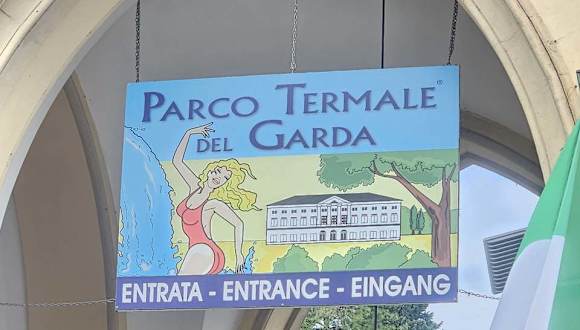 PARCO TERMALE®
DEL GARDA
ENTRATA - ENTRANCE - EINGANG